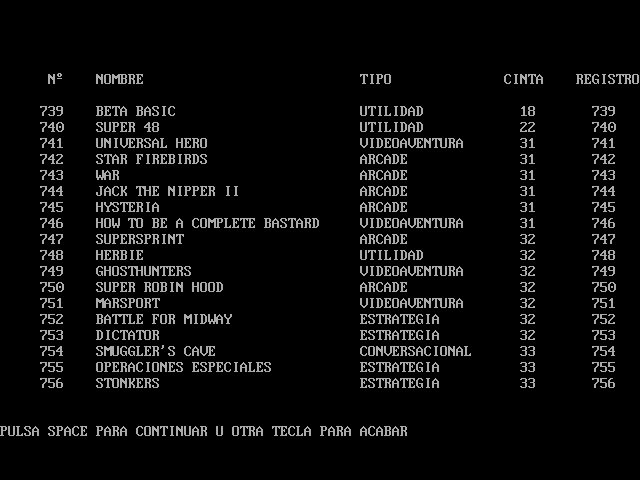 Nº NOMBRE TIPO CINTA REGISTRO
739 BETA BASIC UTILIDAD 18 739
740 SUPER 48 UTILIDAD 22 740
741 UNIVERSAL HERO VIDEOAVENTURA 31 741
742 STAR FIREBIRDS ARCADE 31 742
743 WAR ARCADE 31 743
744 JACK THE NIPPER II ARCADE 31 744
745 HYSTERIA ARCADE 31 745
746 HOW TO BE A COMPLETE BASTARD VIDEOAVENTURA 31 746
747 SUPERSPRINT ARCADE 32 747
748 HERBIE UTILIDAD 32 748
749 GHOSTHUNTERS VIDEOAVENTURA 32 749
750 SUPER ROBIN HOOD ARCADE 32 750
751 MARSPORT VIDEOAVENTURA 32 751
752 BATTLE FOR MIDWAY ESTRATEGIA 32 752
753 DICTATOR ESTRATEGIA 32 753
754 SMUGGLER'S CAVE CONVERSACIONAL 33 754
755 OPERACIONES ESPECIALES ESTRATEGIA 33 755
756 STONKERS ESTRATEGIA 33 756
PULSA SPACE PARA CONTINUAR U OTRA TECLA PARA ACABAR